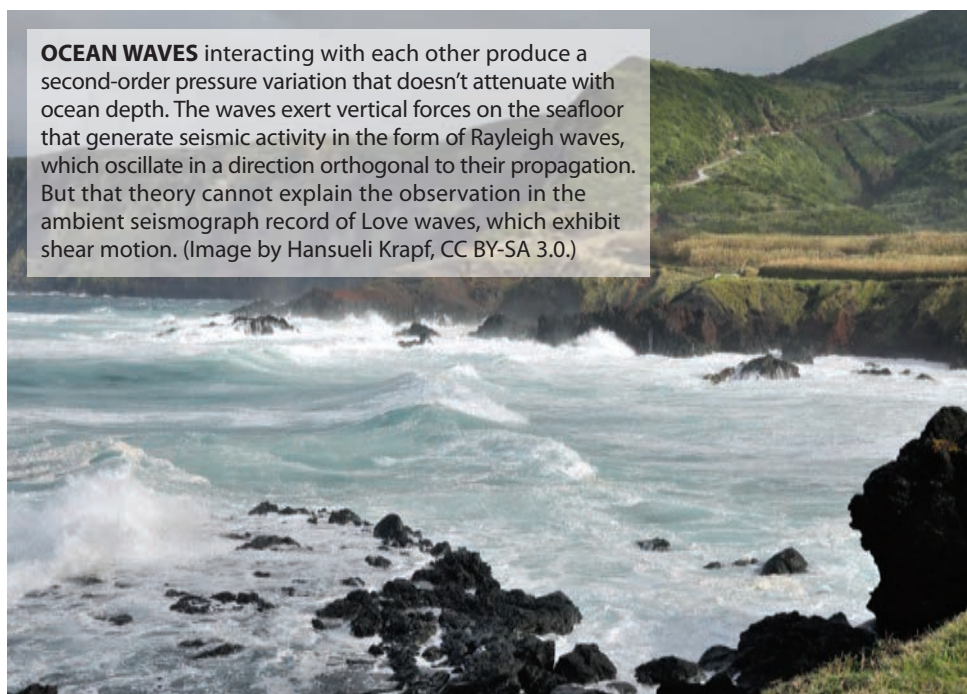 OCEAN WAVES interacting with each other produce a
second-order pressure variation that doesn’t attenuate with
ocean depth. The waves exert vertical forces on the seafloor
that generate seismic activity in the form of Rayleigh waves,
which oscillate in a direction orthogonal to their propagation.
But that theory cannot explain the observation in the
ambient seismograph record of Love waves, which exhibit
shear motion. (Image by Hansueli Krapf, CC BY-SA 3.0.)